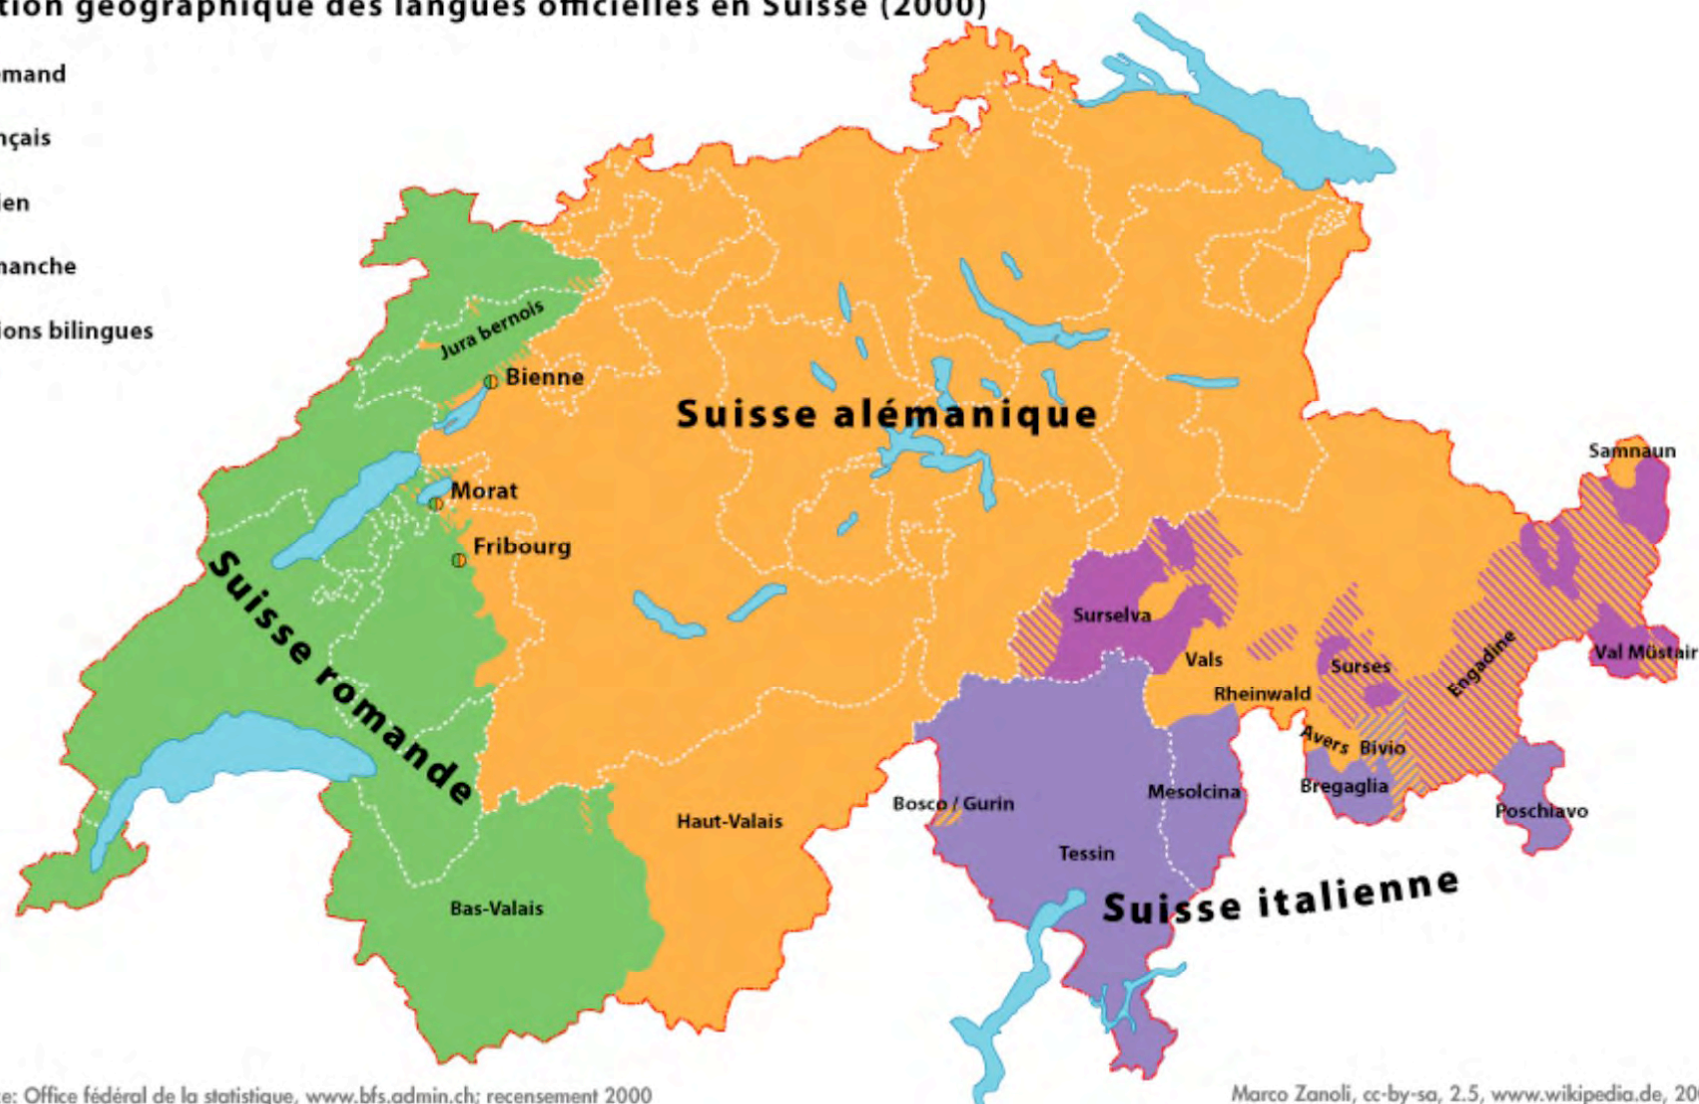 tion géographique des langues officielles en Suisse (2000)
mand
nçais
ien
manche
ions bilingues
Jura bernois
Bienne
Suisse alémanique
Samnaun
Morat
Fribourg
Suisse romande
Surselva
Vals
Surses
Engadine
Val Müstair
Rheinwald
Avers
Bivio
Bregaglia
Mesolcina
Bosco / Gurin
Poschiavo
Haut-Valais
Tessin
Suisse italienne
Bas-Valais
e: Office fédéral de la statistique, www.bfs.admin.ch; recensement 2000
Marco Zanoli, cc-by-sa, 2.5, www.wikipedia.de, 20